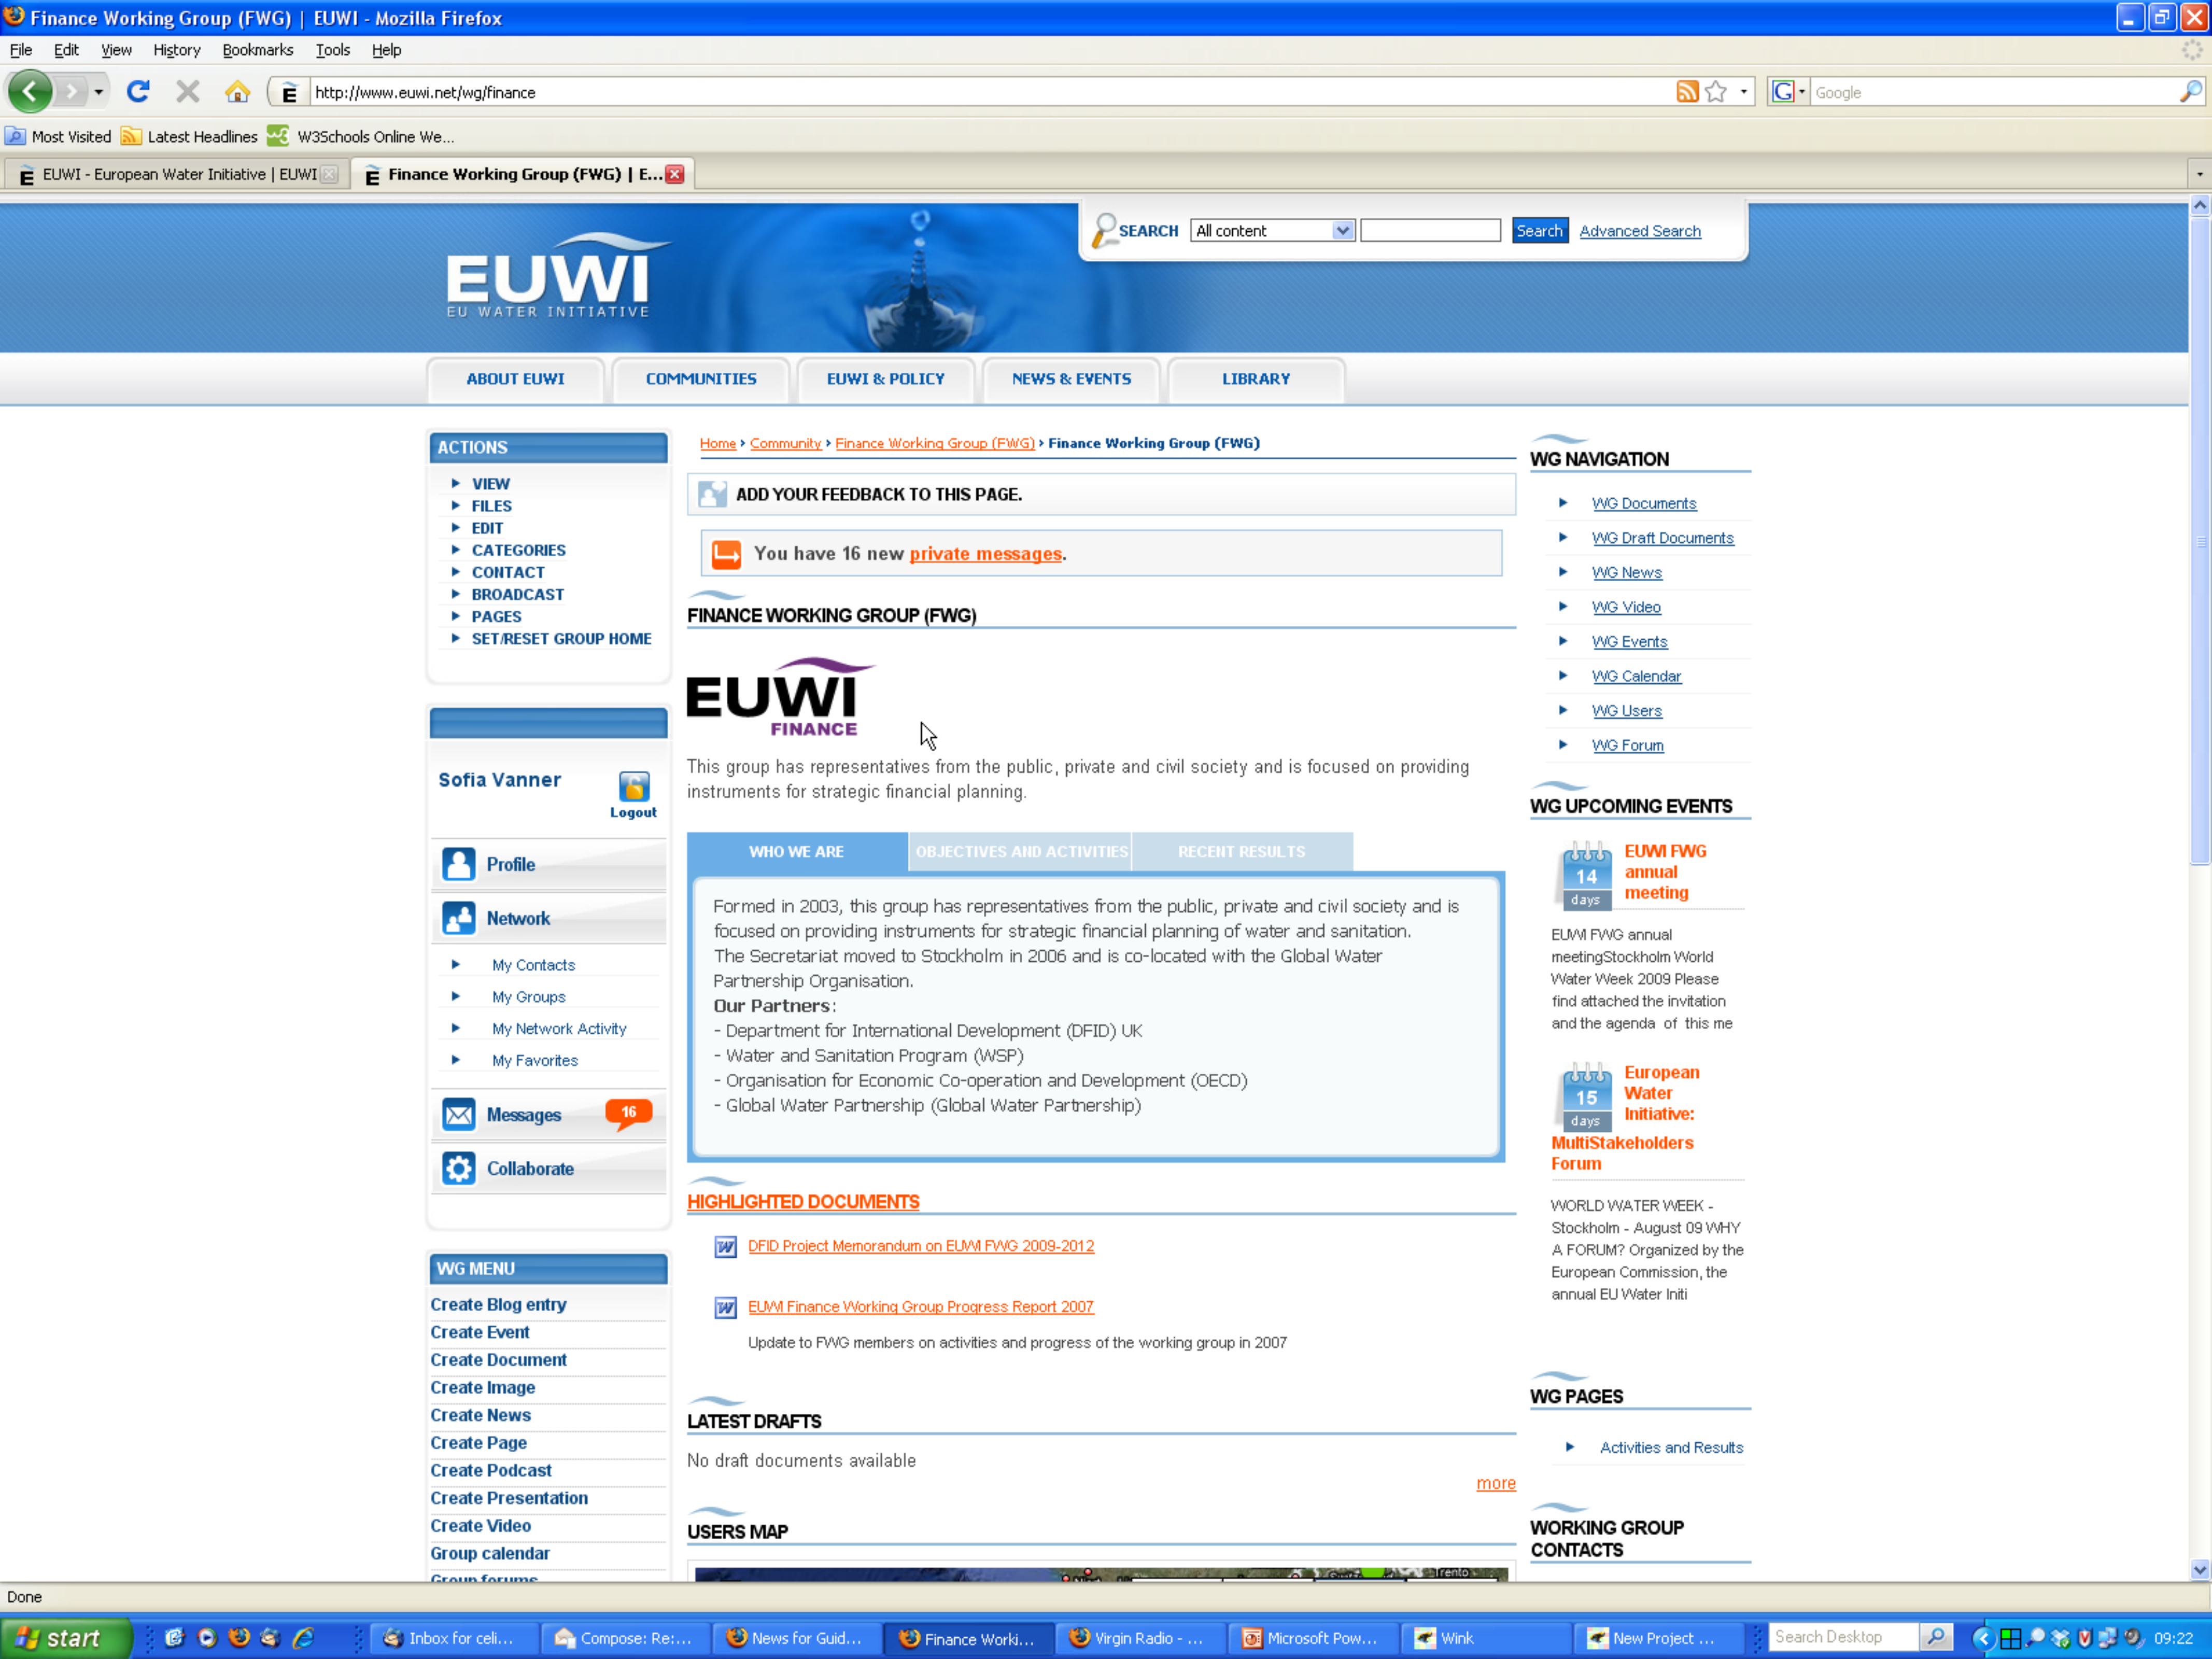 Finance Working Group (FWG) | EUWI - Mozilla Firefox
File Edit View History Bookmarks Tools Help
http://www.euwi.net/wg/finance
Google
Most Visited Latest Headlines W3Schools Online We...
EUWI - European Water Initiative | EUWI
Finance Working Group (FWG) | E...
SEARCH All content Search Advanced Search
EUWI
EU WATER INITIATIVE
ABOUT EUWI COMMUNITIES EUWI & POLICY NEWS & EVENTS LIBRARY
ACTIONS
VIEW
FILES
EDIT
CATEGORIES
CONTACT
BROADCAST
PAGES
SET/RESET GROUP HOME
Sofia Vanner
Logout
Profile
Network
My Contacts
My Groups
My Network Activity
My Favorites
Messages 16
Collaborate
WG MENU
Create Blog entry
Create Event
Create Document
Create Image
Create News
Create Page
Create Podcast
Create Presentation
Create Video
Group calendar
Group forums
Home › Community › Finance Working Group (FWG) › Finance Working Group (FWG)
ADD YOUR FEEDBACK TO THIS PAGE.
You have 16 new private messages.
FINANCE WORKING GROUP (FWG)
EUWI
FINANCE
This group has representatives from the public, private and civil society and is focused on providing
instruments for strategic financial planning.
WHO WE ARE OBJECTIVES AND ACTIVITIES RECENT RESULTS
Formed in 2003, this group has representatives from the public, private and civil society and is
focused on providing instruments for strategic financial planning of water and sanitation.
The Secretariat moved to Stockholm in 2006 and is co-located with the Global Water
Partnership Organisation.
Our Partners:
- Department for International Development (DFID) UK
- Water and Sanitation Program (WSP)
- Organisation for Economic Co-operation and Development (OECD)
- Global Water Partnership (Global Water Partnership)
HIGHLIGHTED DOCUMENTS
DFID Project Memorandum on EUWI FWG 2009-2012
EUWI Finance Working Group Progress Report 2007
Update to FWG members on activities and progress of the working group in 2007
LATEST DRAFTS
No draft documents available
more
USERS MAP
Trento
WG NAVIGATION
WG Documents
WG Draft Documents
WG News
WG Video
WG Events
WG Calendar
WG Users
WG Forum
WG UPCOMING EVENTS
14
days
EUWI FWG
annual
meeting
EUWI FWG annual
meetingStockholm World
Water Week 2009 Please
find attached the invitation
and the agenda of this me
15
days
European
Water
Initiative:
MultiStakeholders
Forum
WORLD WATER WEEK -
Stockholm - August 09 WHY
A FORUM? Organized by the
European Commission, the
annual EU Water Initi
WG PAGES
Activities and Results
WORKING GROUP
CONTACTS
Done
start Inbox for celi... Compose: Re:... News for Guid... Finance Worki... Virgin Radio - ... Microsoft Pow... Wink New Project ... Search Desktop 09:22